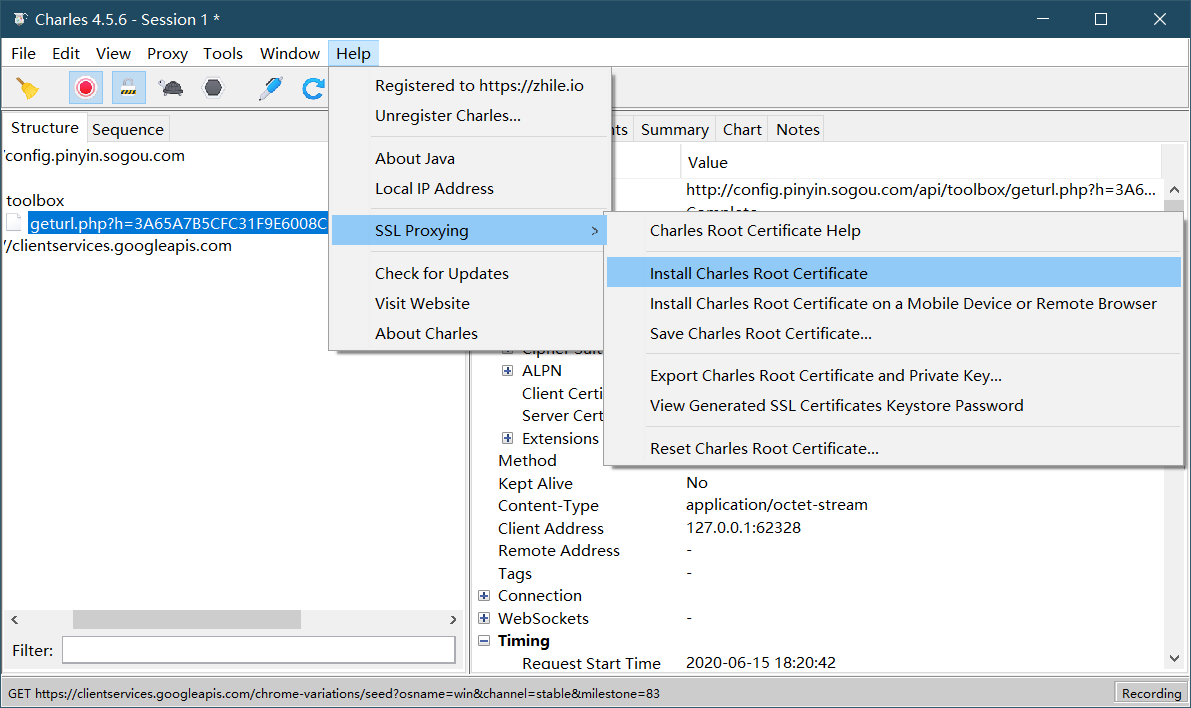 Charles 4.5.6 - Session 1 *
File Edit View Proxy Tools Window Help
Registered to https://zhile.io
Unregister Charles...
About Java
Local IP Address
SSL Proxying >
Check for Updates
Visit Website
About Charles
Charles Root Certificate Help
Install Charles Root Certificate
Install Charles Root Certificate on a Mobile Device or Remote Browser
Save Charles Root Certificate...
Export Charles Root Certificate and Private Key...
View Generated SSL Certificates Keystore Password
Reset Charles Root Certificate...
Structure Sequence
/config.pinyin.sogou.com
toolbox
geturl.php?h=3A65A7B5CFC31F9E6008C
//clientservices.googleapis.com
Filter:
nts Summary Chart Notes
Value
http://config.pinyin.sogou.com/api/toolbox/geturl.php?h=3A6...
Complete
Cipher Suit
ALPN
Client Certi
Server Cert
Extensions
Method
Kept Alive No
Content-Type application/octet-stream
Client Address 127.0.0.1:62328
Remote Address -
Tags -
Connection
WebSockets -
Timing
Request Start Time 2020-06-15 18:20:42
GET https://clientservices.googleapis.com/chrome-variations/seed?osname=win&channel=stable&milestone=83
Recording